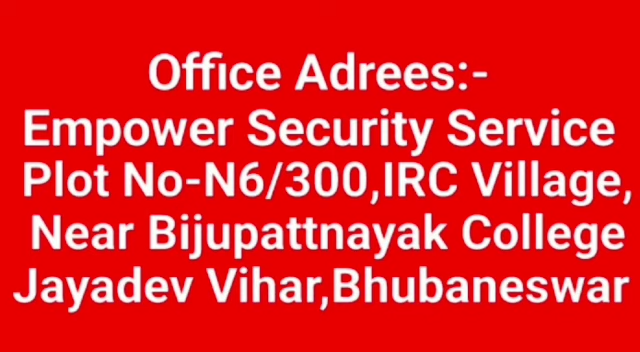 Office Adrees:-
Empower Security Service
Plot No-N6/300,IRC Village,
Near Bijupattnayak College
Jayadev Vihar,Bhubaneswar